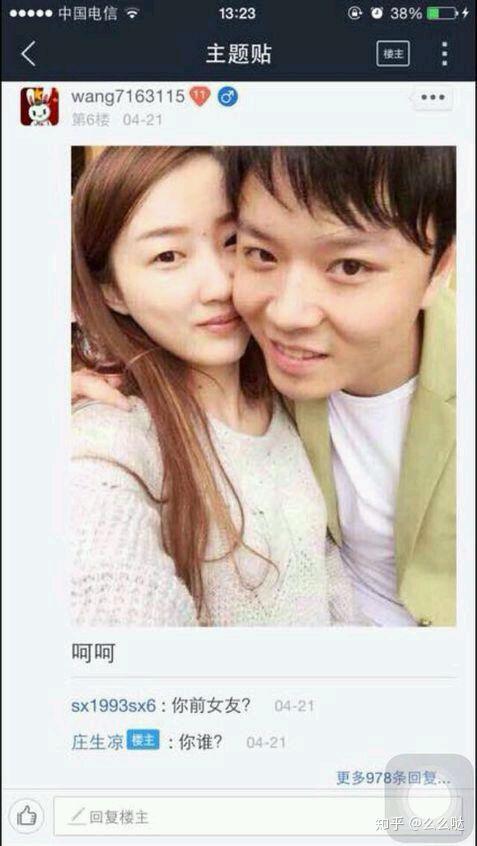 中国电信 13:23 38%
主题贴 楼主
wang7163115 11
第6楼 04-21
呵呵
sx1993sx6 : 你前女友? 04-21
庄生凉 楼主 : 你谁? 04-21
更多978条回复...
回复楼主
知乎 @么么哒